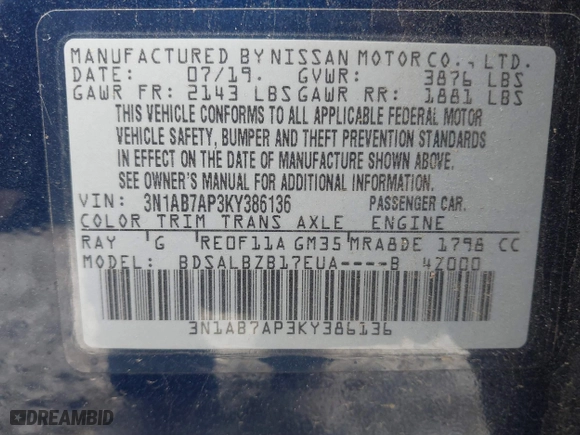 MANUFACTURED BY NISSAN MOTOR CO., LTD.
DATE: 07/19. GVWR: 3876 LBS
GAWR FR: 2143 LBS GAWR RR: 1881 LBS
THIS VEHICLE CONFORMS TO ALL APPLICABLE FEDERAL MOTOR
VEHICLE SAFETY, BUMPER AND THEFT PREVENTION STANDARDS
IN EFFECT ON THE DATE OF MANUFACTURE SHOWN ABOVE.
SEE OWNER'S MANUAL FOR ADDITIONAL INFORMATION.
VIN: 3N1AB7AP3KY386136 PASSENGER CAR.
COLOR TRIM TRANS AXLE ENGINE
RAY G RE0F11A GM35 MRA8DE 1798 CC
MODEL: BDSALBZB17EUA----B 47000
3N1AB7AP3KY386136
DREAMBID